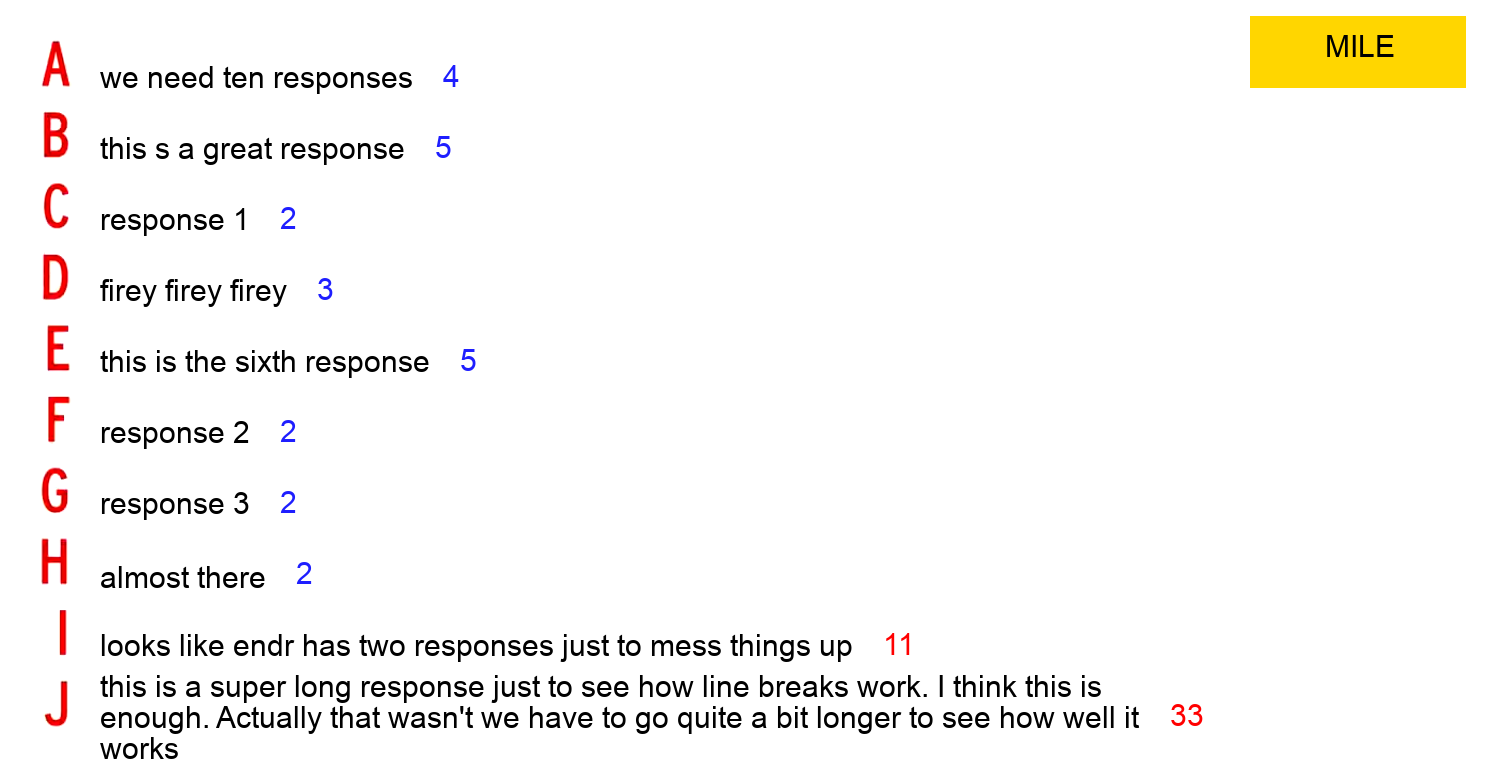 MILE
A we need ten responses 4
B this s a great response 5
C response 1 2
D firey firey firey 3
E this is the sixth response 5
F response 2 2
G response 3 2
H almost there 2
I looks like endr has two responses just to mess things up 11
J this is a super long response just to see how line breaks work. I think this is
enough. Actually that wasn't we have to go quite a bit longer to see how well it 33
works